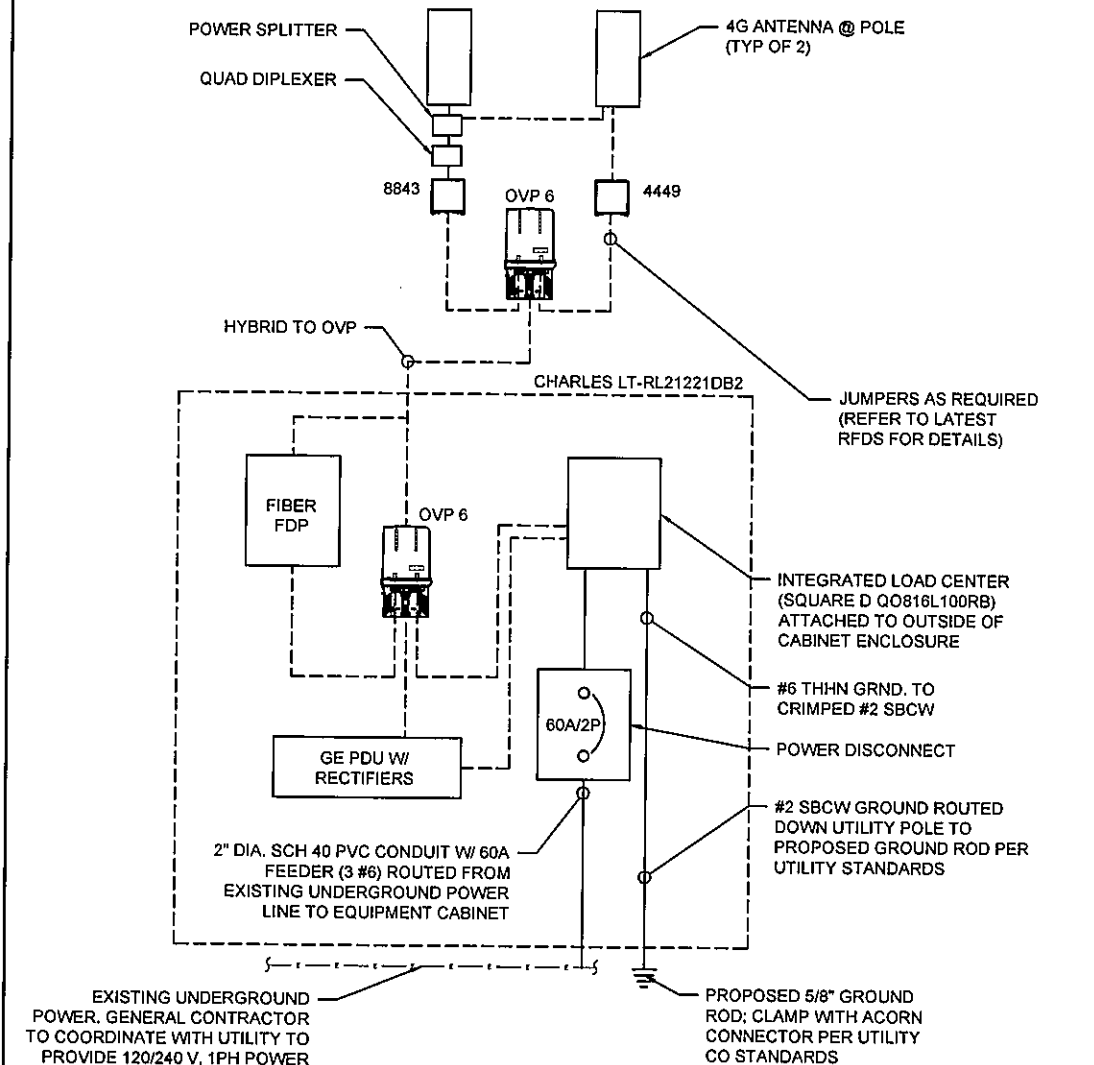 POWER SPLITTER
4G ANTENNA @ POLE
(TYP OF 2)
QUAD DIPLEXER
8843
OVP 6
4449
HYBRID TO OVP
CHARLES LT-RL21221DB2
JUMPERS AS REQUIRED
(REFER TO LATEST
RFDS FOR DETAILS)
FIBER
FDP
OVP 6
INTEGRATED LOAD CENTER
(SQUARE D QO816L100RB)
ATTACHED TO OUTSIDE OF
CABINET ENCLOSURE
#6 THHN GRND. TO
CRIMPED #2 SBCW
60A/2P
POWER DISCONNECT
GE PDU W/
RECTIFIERS
#2 SBCW GROUND ROUTED
DOWN UTILITY POLE TO
PROPOSED GROUND ROD PER
UTILITY STANDARDS
2" DIA. SCH 40 PVC CONDUIT W/ 60A
FEEDER (3 #6) ROUTED FROM
EXISTING UNDERGROUND POWER
LINE TO EQUIPMENT CABINET
EXISTING UNDERGROUND
POWER. GENERAL CONTRACTOR
TO COORDINATE WITH UTILITY TO
PROVIDE 120/240 V, 1PH POWER
PROPOSED 5/8" GROUND
ROD; CLAMP WITH ACORN
CONNECTOR PER UTILITY
CO STANDARDS